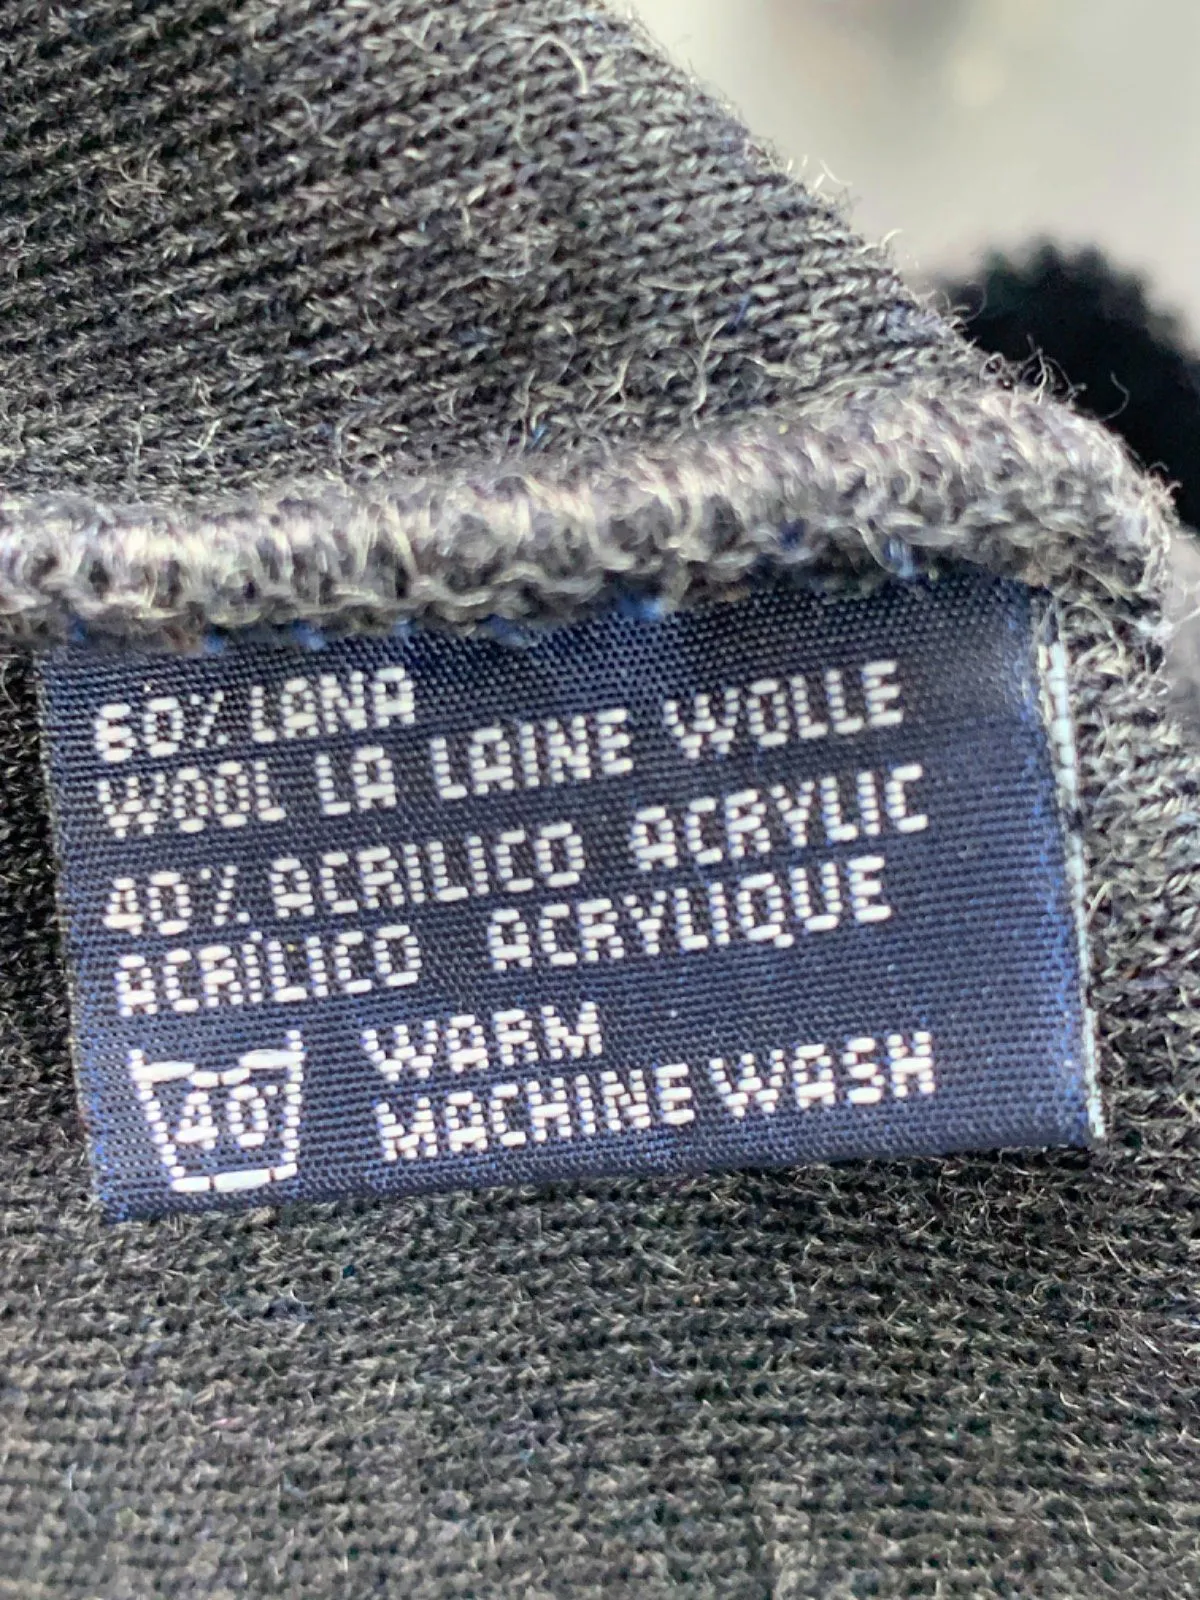 60% LANA
WOOL LA LAINE WOLLE
40% ACRILICO ACRYLIC
ACRÍLICO ACRYLIQUE
40° WARM
MACHINE WASH